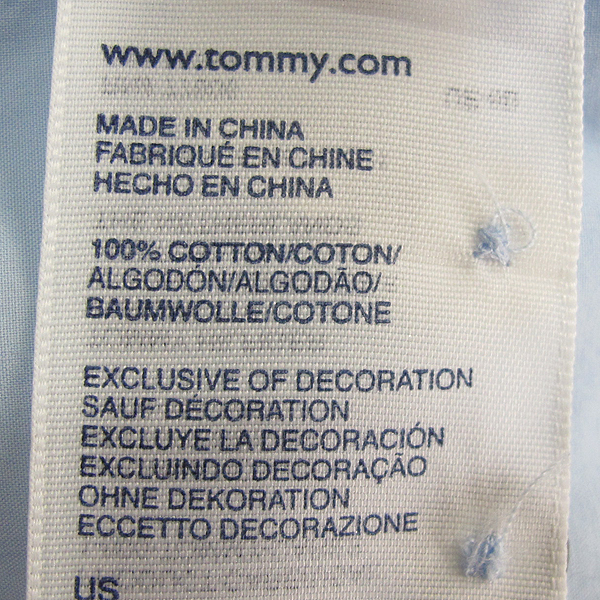 www.tommy.com
MADE IN CHINA
FABRIQUÉ EN CHINE
HECHO EN CHINA
100% COTTON/COTON/
ALGODÓN/ALGODÃO/
BAUMWOLLE/COTONE
EXCLUSIVE OF DECORATION
SAUF DÉCORATION
EXCLUYE LA DECORACIÓN
EXCLUINDO DECORAÇÃO
OHNE DEKORATION
ECCETTO DECORAZIONE
US